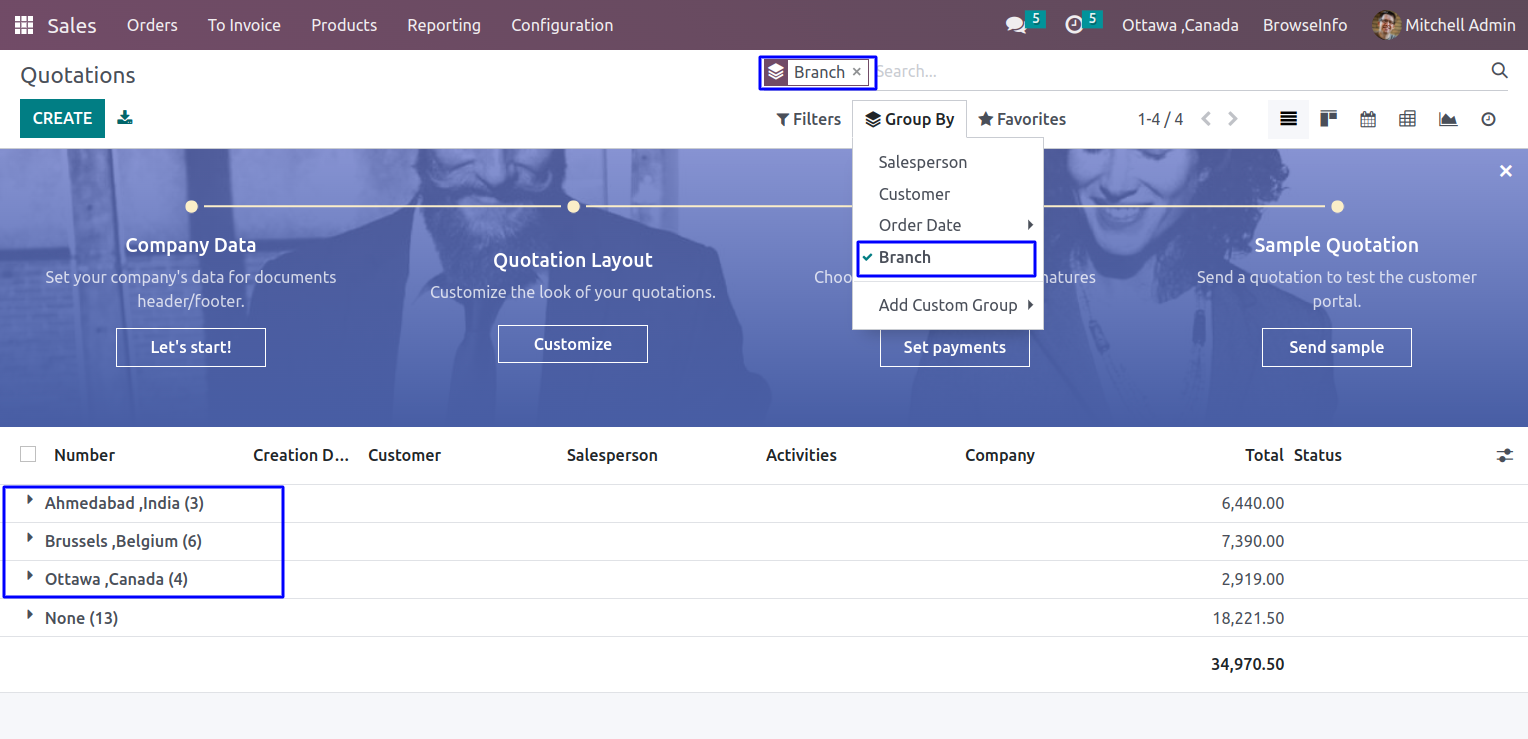 Sales Orders To Invoice Products Reporting Configuration 5 5 Ottawa ,Canada BrowseInfo Mitchell Admin
Quotations
Branch × Search...
CREATE
Filters Group By Favorites 1-4 / 4
Salesperson
Customer
Order Date
Branch
Add Custom Group
Company Data
Set your company's data for documents
header/footer.
Let's start!
Quotation Layout
Customize the look of your quotations.
Customize
Set payments
Sample Quotation
Send a quotation to test the customer
portal.
Send sample
Number Creation D... Customer Salesperson Activities Company Total Status
Ahmedabad ,India (3) 6,440.00
Brussels ,Belgium (6) 7,390.00
Ottawa ,Canada (4) 2,919.00
None (13) 18,221.50
34,970.50